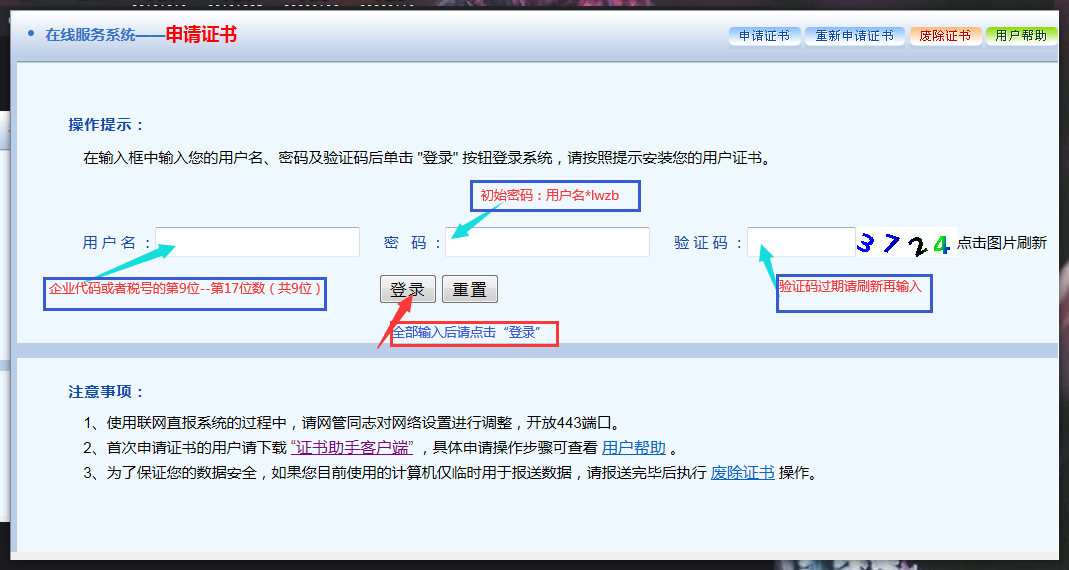 • 在线服务系统——申请证书
申请证书 重新申请证书 废除证书 用户帮助
操作提示：
在输入框中输入您的用户名、密码及验证码后单击 "登录" 按钮登录系统，请按照提示安装您的用户证书。
初始密码：用户名*lwzb
用户名： 密 码： 验证码： 3724 点击图片刷新
企业代码或者税号的第9位--第17位数（共9位）
登录 重置
验证码过期请刷新再输入
全部输入后请点击“登录”
注意事项：
1、使用联网直报系统的过程中，请网管同志对网络设置进行调整，开放443端口。
2、首次申请证书的用户请下载 “证书助手客户端” ，具体申请操作步骤可查看 用户帮助 。
3、为了保证您的数据安全，如果您目前使用的计算机仅临时用于报送数据，请报送完毕后执行 废除证书 操作。